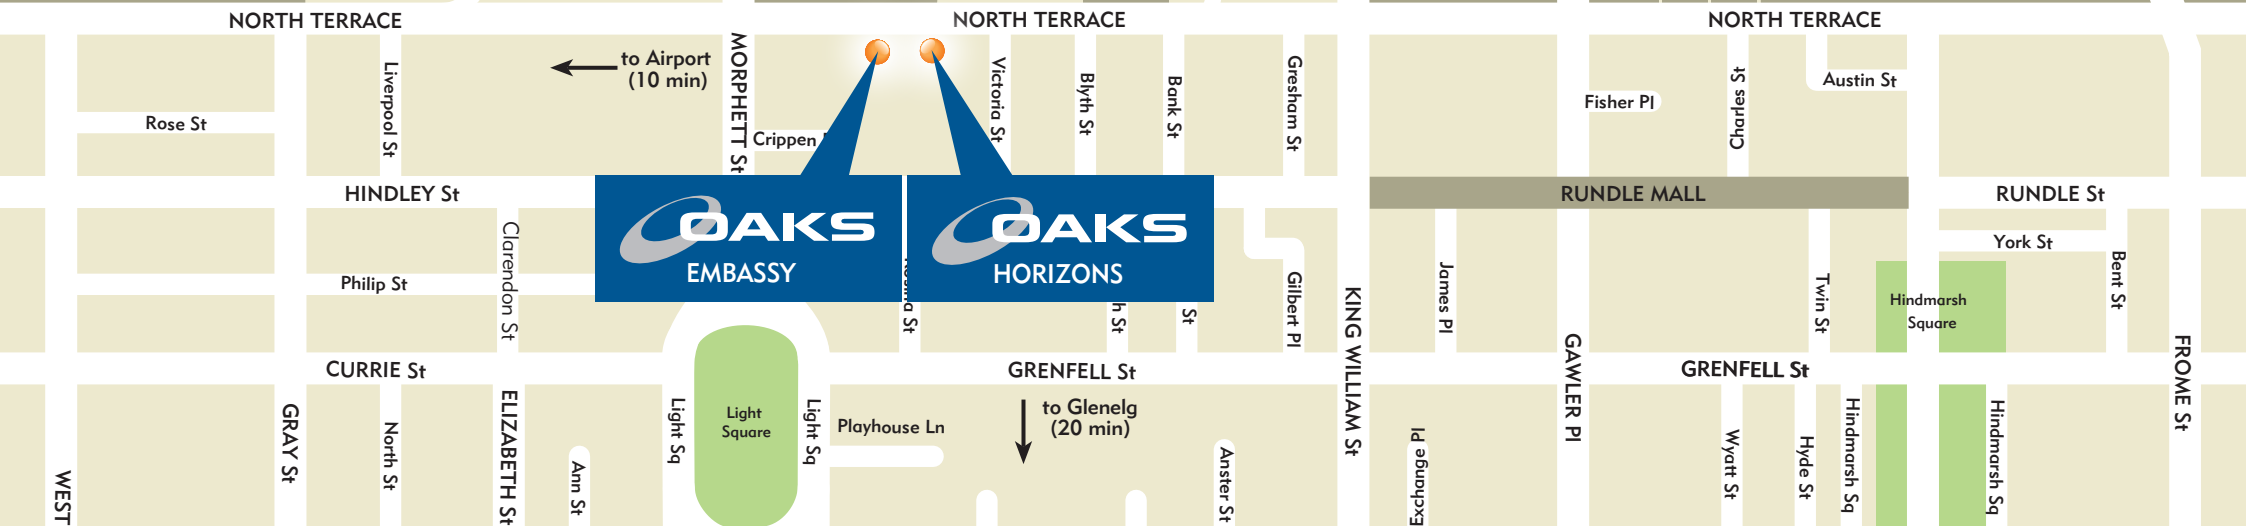 NORTH TERRACE
NORTH TERRACE
NORTH TERRACE
to Airport
(10 min)
MORPHETT St
Liverpool St
Victoria St
Blyth St
Bank St
Gresham St
Charles St
Austin St
Fisher Pl
Rose St
Crippen
HINDLEY St
RUNDLE MALL
RUNDLE St
OAKS
EMBASSY
OAKS
HORIZONS
York St
Clarendon St
Philip St
St
h St
St
Gilbert Pl
KING WILLIAM St
James Pl
Twin St
Hindmarsh
Square
Bent St
GAWLER Pl
FROME St
CURRIE St
GRENFELL St
GRENFELL St
GRAY St
North St
ELIZABETH St
Ann St
Light Sq
Light
Square
Light Sq
Playhouse Ln
to Glenelg
(20 min)
Anster St
Exchange Pl
Wyatt St
Hyde St
Hindmarsh Sq
Hindmarsh Sq
WEST